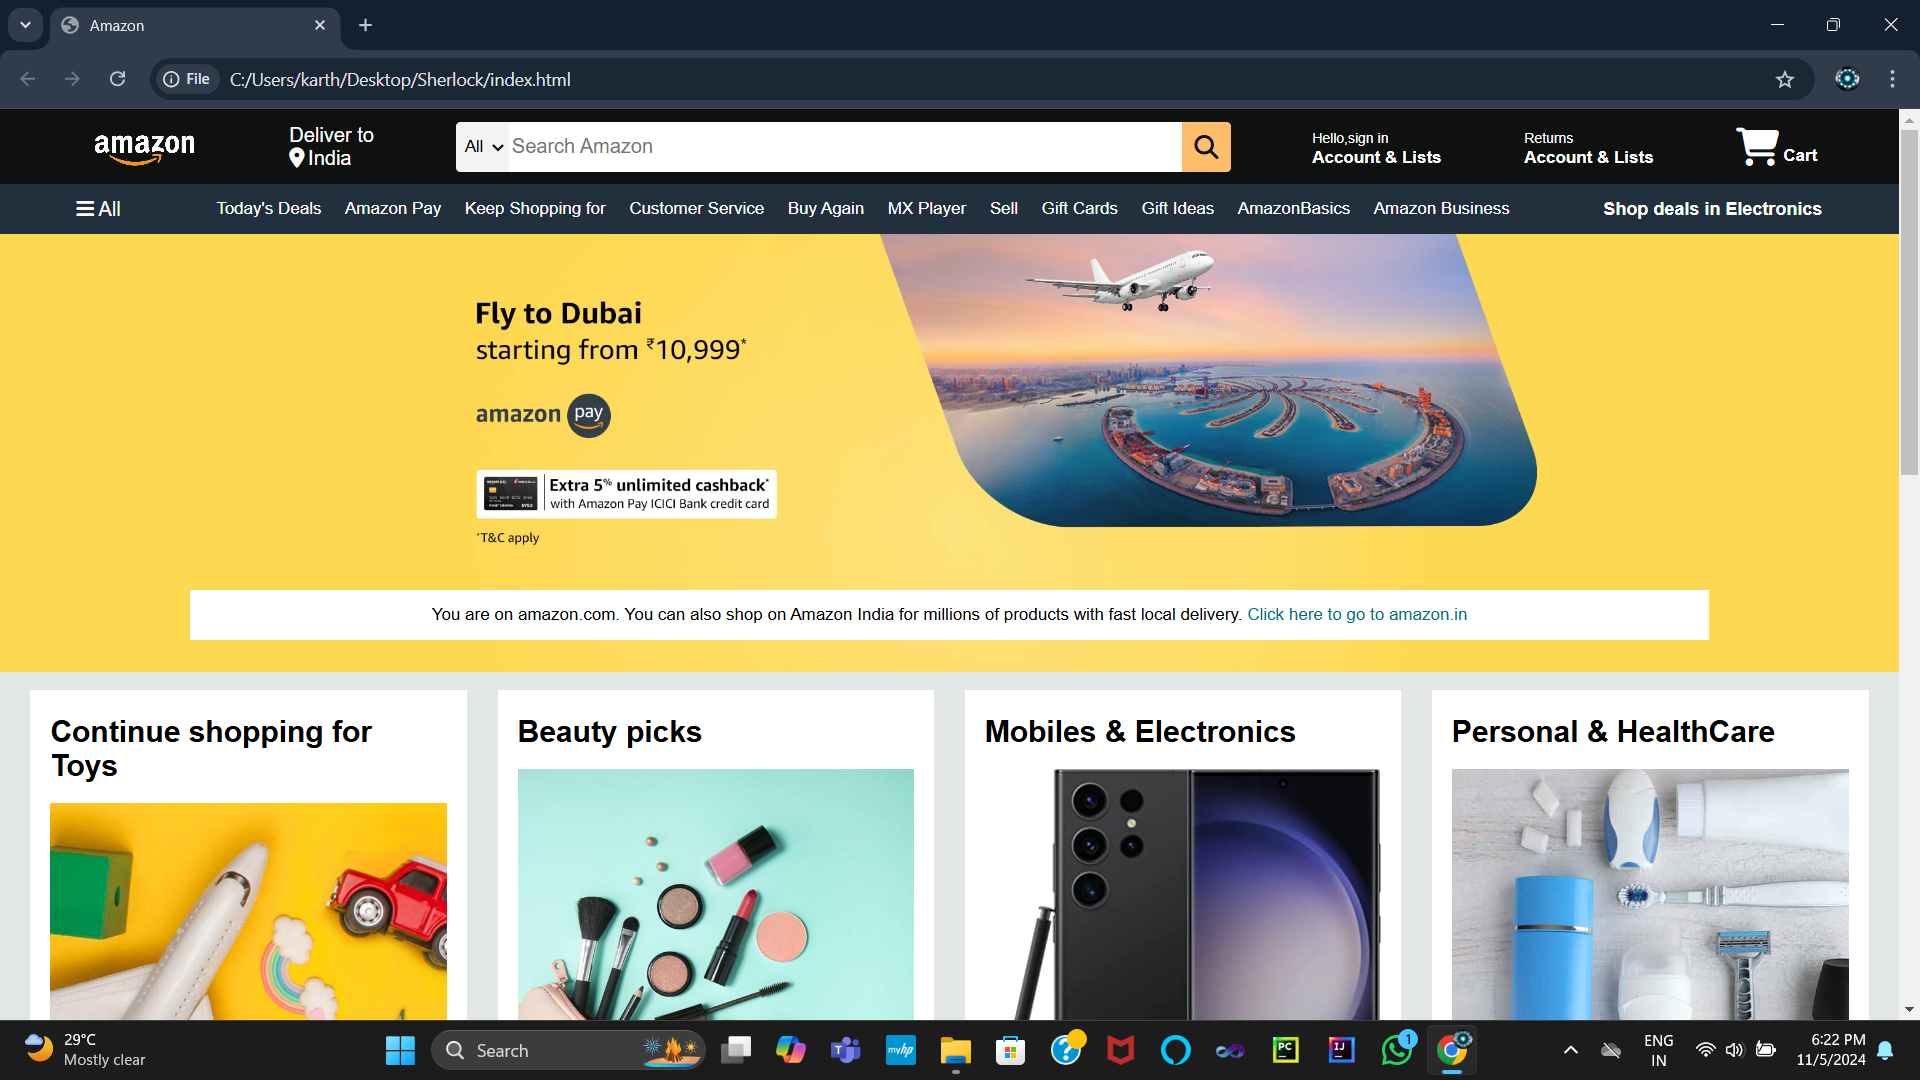 Amazon
File
C:/Users/karth/Desktop/Sherlock/index.html
amazon
Deliver to
India
All
Search Amazon
Hello,sign in
Account & Lists
Returns
Account & Lists
Cart
All
Today's Deals
Amazon Pay
Keep Shopping for
Customer Service
Buy Again
MX Player
Sell
Gift Cards
Gift Ideas
AmazonBasics
Amazon Business
Shop deals in Electronics
Fly to Dubai
starting from ₹10,999*
amazon pay
Extra 5% unlimited cashback*
with Amazon Pay ICICI Bank credit card
*T&C apply
You are on amazon.com. You can also shop on Amazon India for millions of products with fast local delivery. Click here to go to amazon.in
Continue shopping for
Toys
Beauty picks
Mobiles & Electronics
Personal & HealthCare
29°C
Mostly clear
Search
myhp
PC
IJ
1
ENG
IN
6:22 PM
11/5/2024